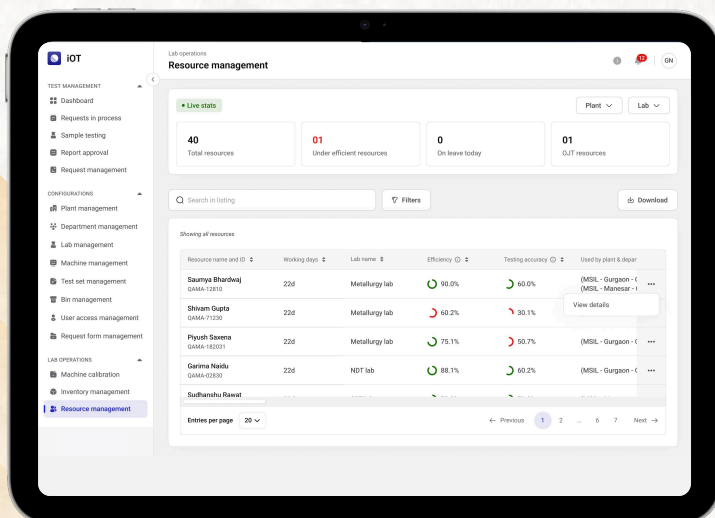 iOT
Lab operations
Resource management
12
GN
TEST MANAGEMENT
Dashboard
Requests in process
Sample testing
Report approval
Request management
CONFIGURATIONS
Plant management
Department management
Lab management
Machine management
Test set management
Bin management
User access management
Request form management
LAB OPERATIONS
Machine calibration
Inventory management
Resource management
• Live stats
Plant
Lab
40
Total resources
01
Under efficient resources
0
On leave today
01
OJT resources
Search in listing
Filters
Download
Showing all resources
Resource name and ID Working days Lab name Efficiency Testing accuracy Used by plant & depar
Saumya Bhardwaj
QAMA-12810
22d Metallurgy lab 90.0% 60.0%
(MSIL - Gurgaon - (
(MSIL - Manesar -
View details
Shivam Gupta
QAMA-71230
22d Metallurgy lab 60.2% 30.1%
Piyush Saxena
QAMA-182031
22d Metallurgy lab 75.1% 50.7% (MSIL - Gurgaon - (
Garima Naidu
QAMA-02830
22d NDT lab 88.1% 60.2% (MSIL - Gurgaon - (
Sudhanshu Rawat
Entries per page 20
← Previous 1 2 ... 6 7 Next →